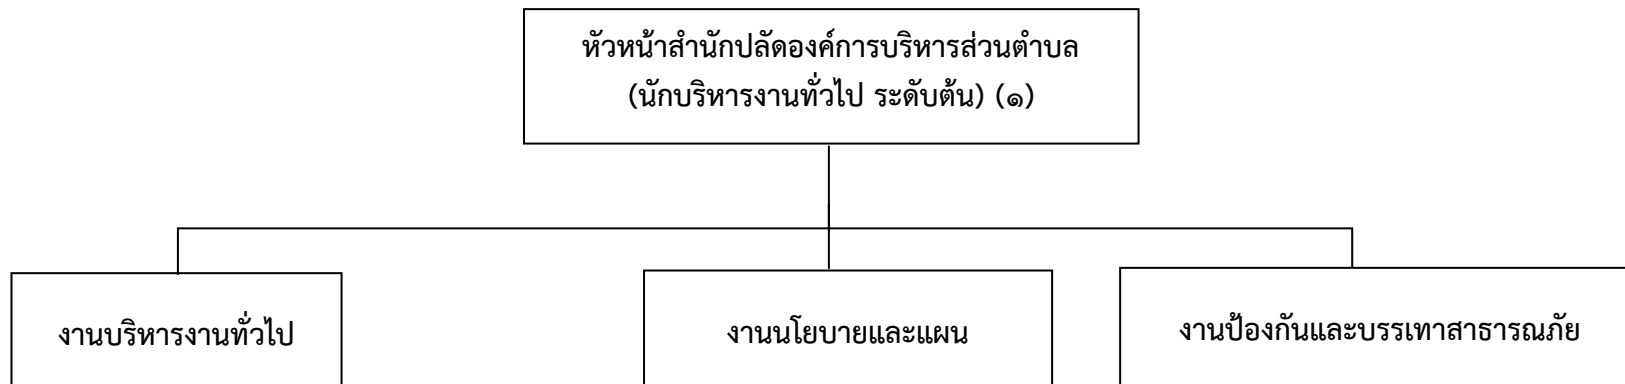 หัวหน้าสำนักปลัดองค์การบริหารส่วนตำบล
(นักบริหารงานทั่วไป ระดับต้น) (๑)
งานบริหารงานทั่วไป
งานนโยบายและแผน
งานป้องกันและบรรเทาสาธารณภัย